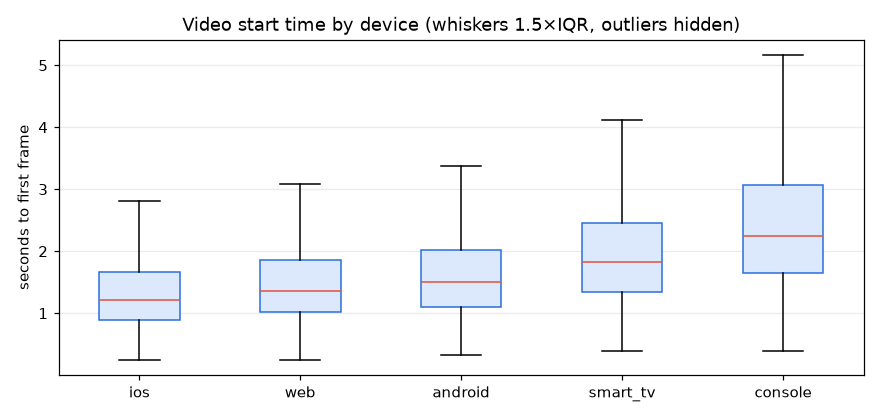 Video start time by device (whiskers 1.5×IQR, outliers hidden)
seconds to first frame
5
4
3
2
1
ios web android smart_tv console